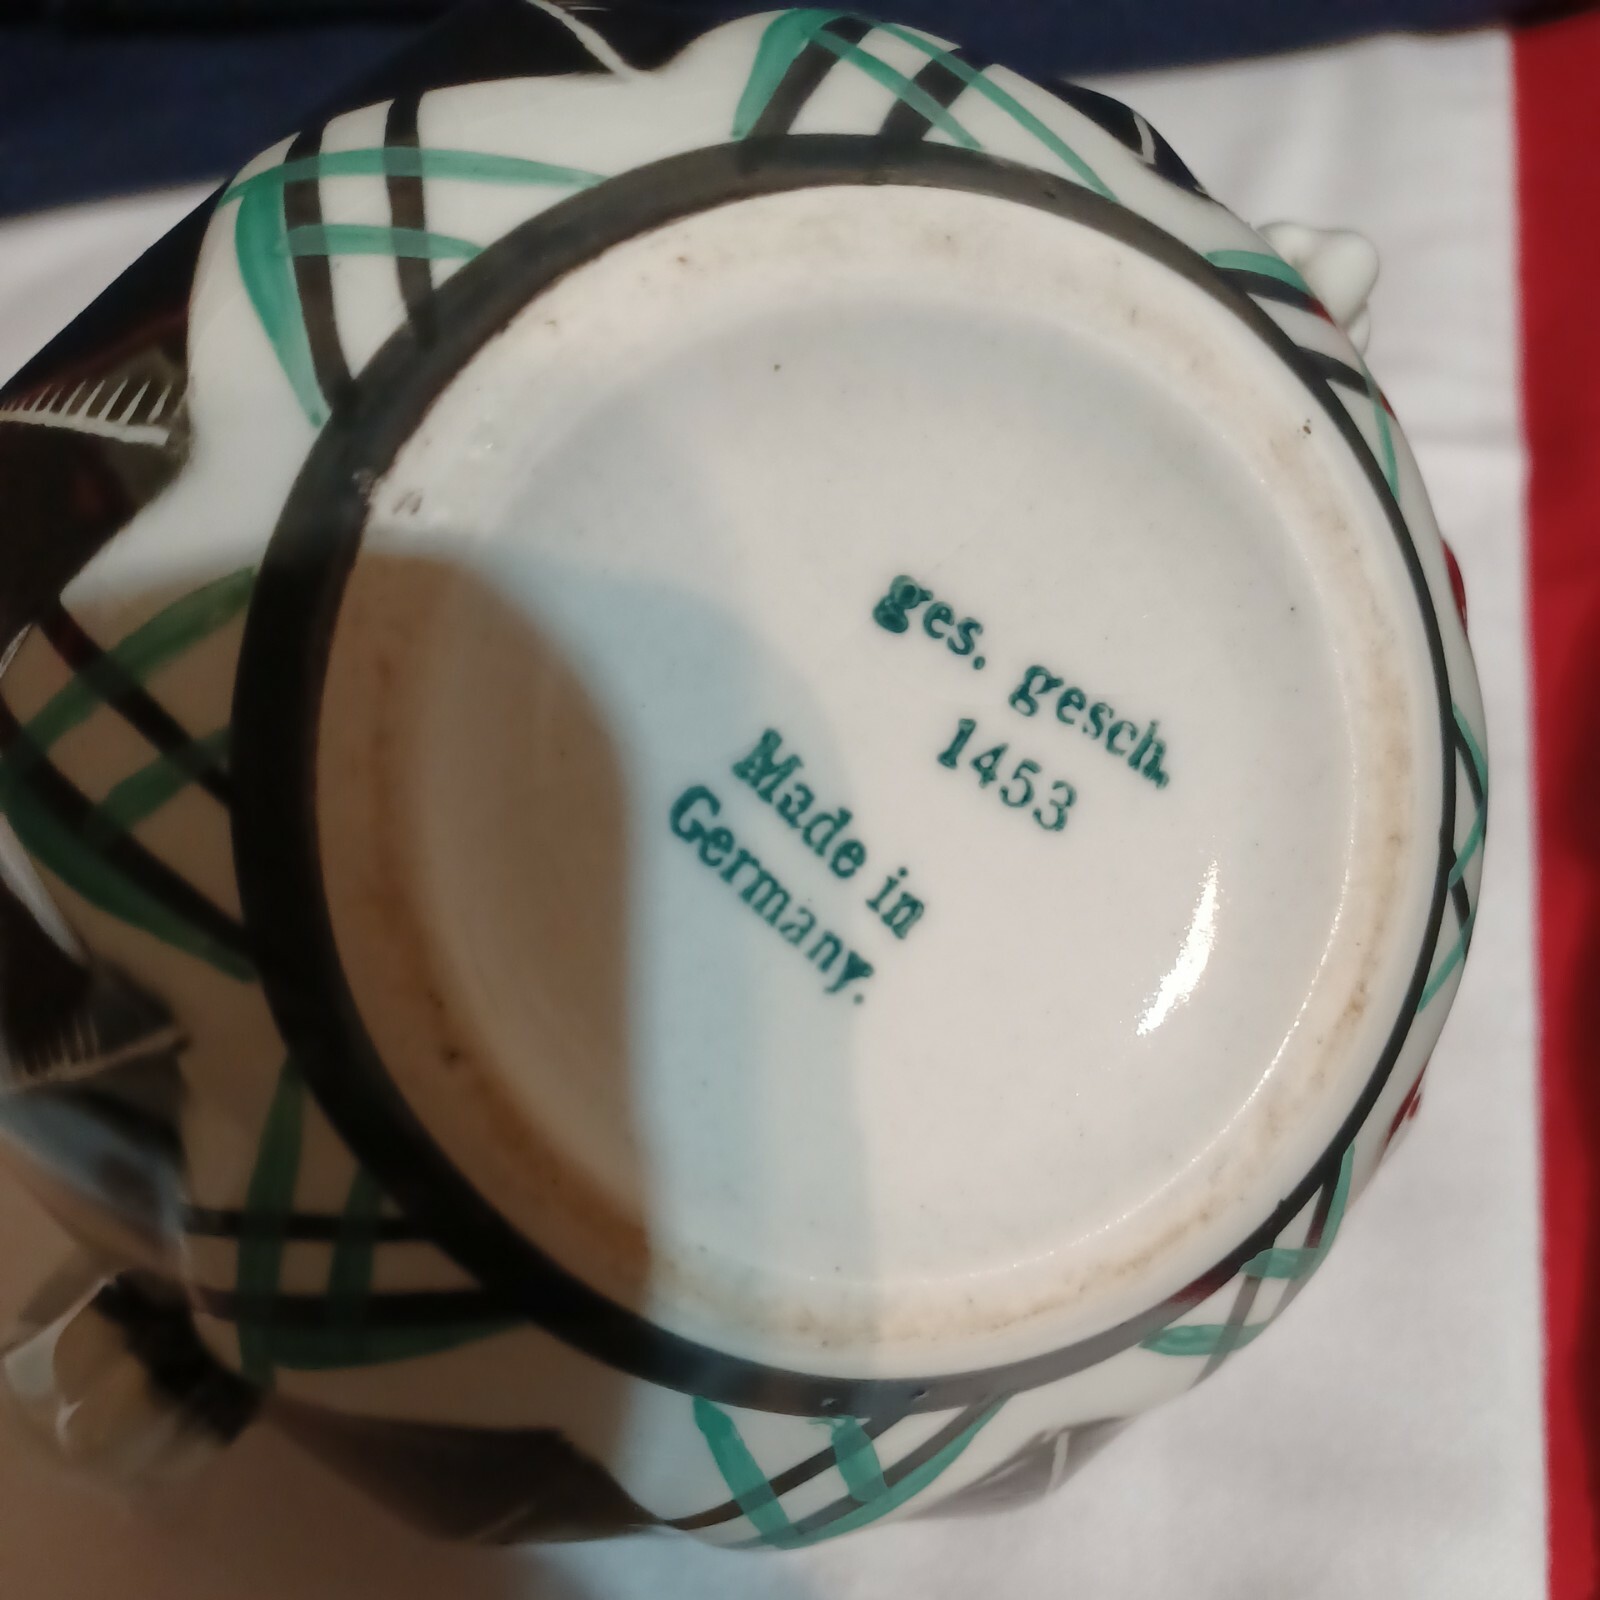 ges. gesch.
1453
Made in
Germany.